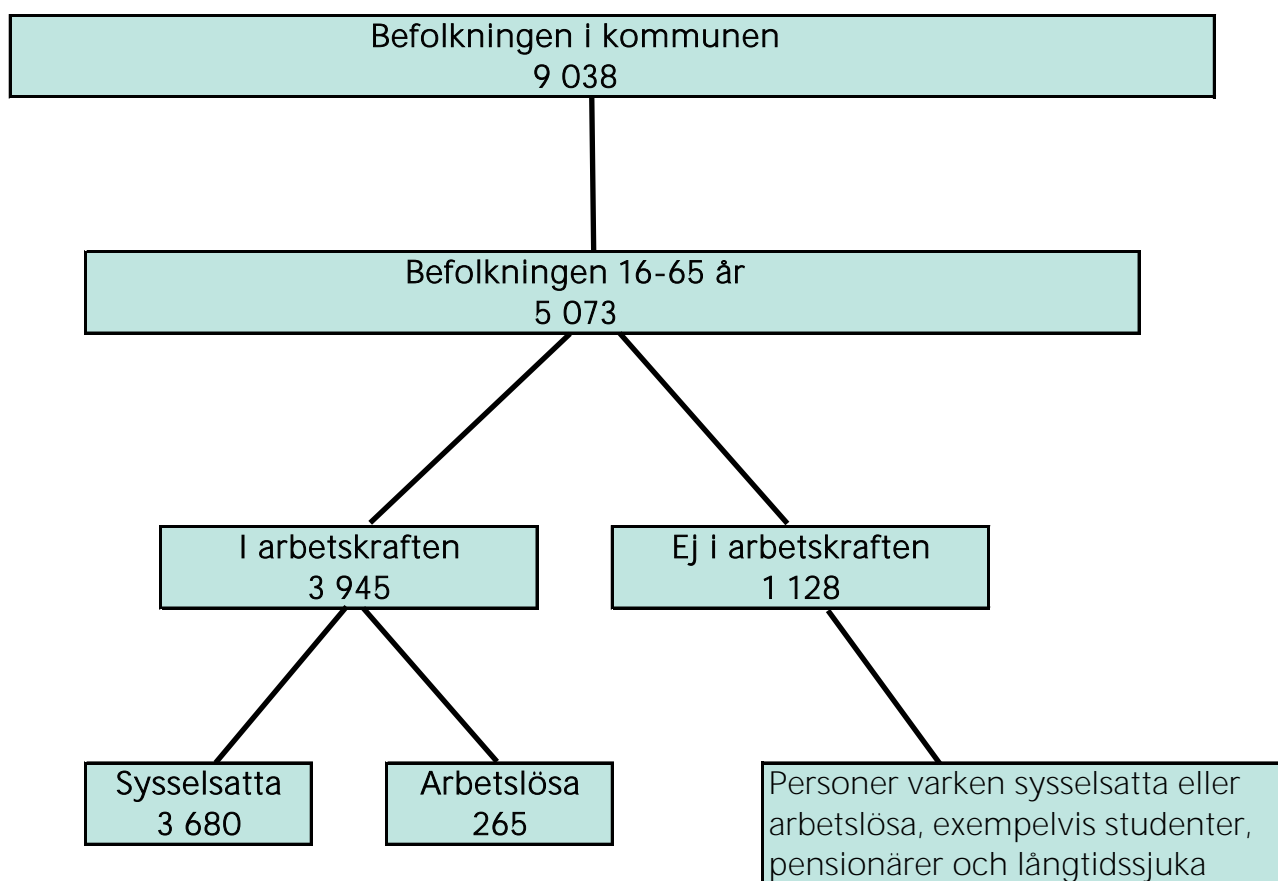 Befolkningen i kommunen
9 038
Befolkningen 16-65 år
5 073
I arbetskraften
3 945
Ej i arbetskraften
1 128
Sysselsatta
3 680
Arbetslösa
265
Personer varken sysselsatta eller
arbetslösa, exempelvis studenter,
pensionärer och långtidssjuka